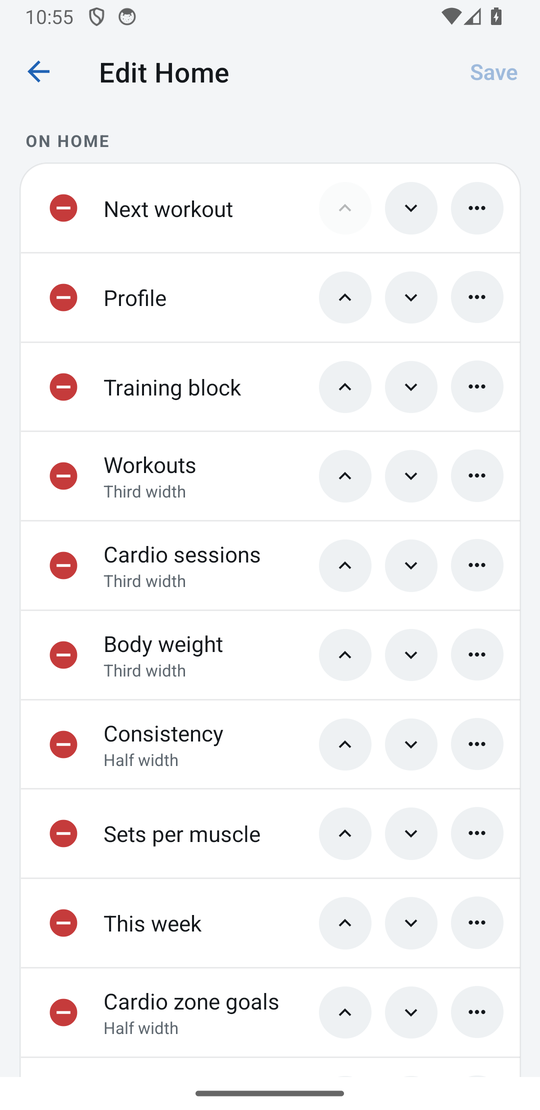 10:55
Edit Home
Save
ON HOME
Next workout
Profile
Training block
Workouts
Third width
Cardio sessions
Third width
Body weight
Third width
Consistency
Half width
Sets per muscle
This week
Cardio zone goals
Half width